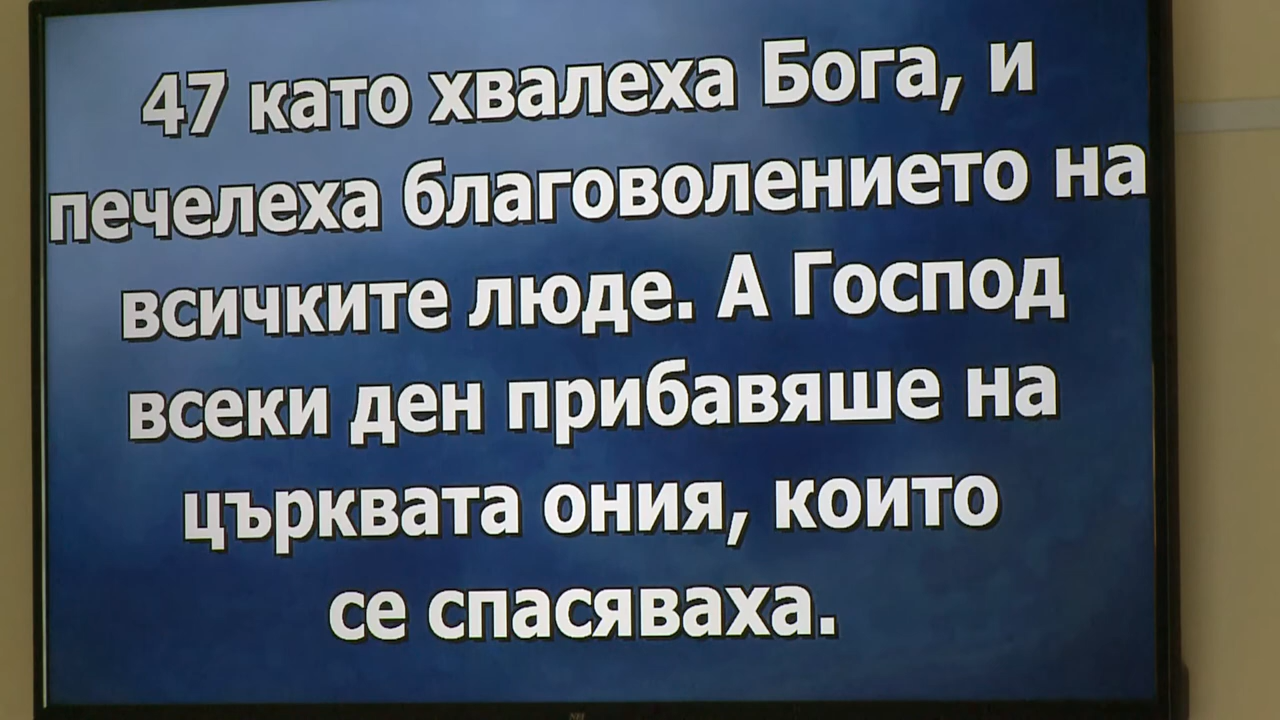 47 като хвалеха Бога, и
печелеха благоволението на
всичките люде. А Господ
всеки ден прибавяше на
църквата ония, които
се спасяваха.